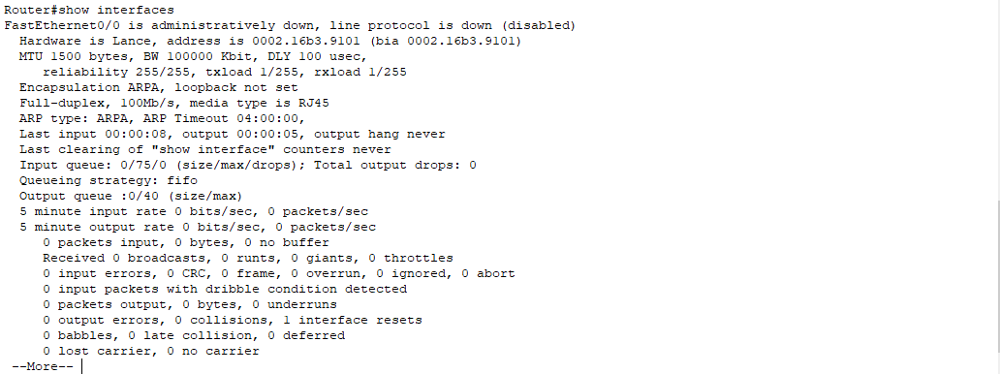 Router#show interfaces
FastEthernet0/0 is administratively down, line protocol is down (disabled)
  Hardware is Lance, address is 0002.16b3.9101 (bia 0002.16b3.9101)
  MTU 1500 bytes, BW 100000 Kbit, DLY 100 usec,
     reliability 255/255, txload 1/255, rxload 1/255
  Encapsulation ARPA, loopback not set
  Full-duplex, 100Mb/s, media type is RJ45
  ARP type: ARPA, ARP Timeout 04:00:00,
  Last input 00:00:08, output 00:00:05, output hang never
  Last clearing of "show interface" counters never
  Input queue: 0/75/0 (size/max/drops); Total output drops: 0
  Queueing strategy: fifo
  Output queue :0/40 (size/max)
  5 minute input rate 0 bits/sec, 0 packets/sec
  5 minute output rate 0 bits/sec, 0 packets/sec
     0 packets input, 0 bytes, 0 no buffer
     Received 0 broadcasts, 0 runts, 0 giants, 0 throttles
     0 input errors, 0 CRC, 0 frame, 0 overrun, 0 ignored, 0 abort
     0 input packets with dribble condition detected
     0 packets output, 0 bytes, 0 underruns
     0 output errors, 0 collisions, 1 interface resets
     0 babbles, 0 late collision, 0 deferred
     0 lost carrier, 0 no carrier
 --More--